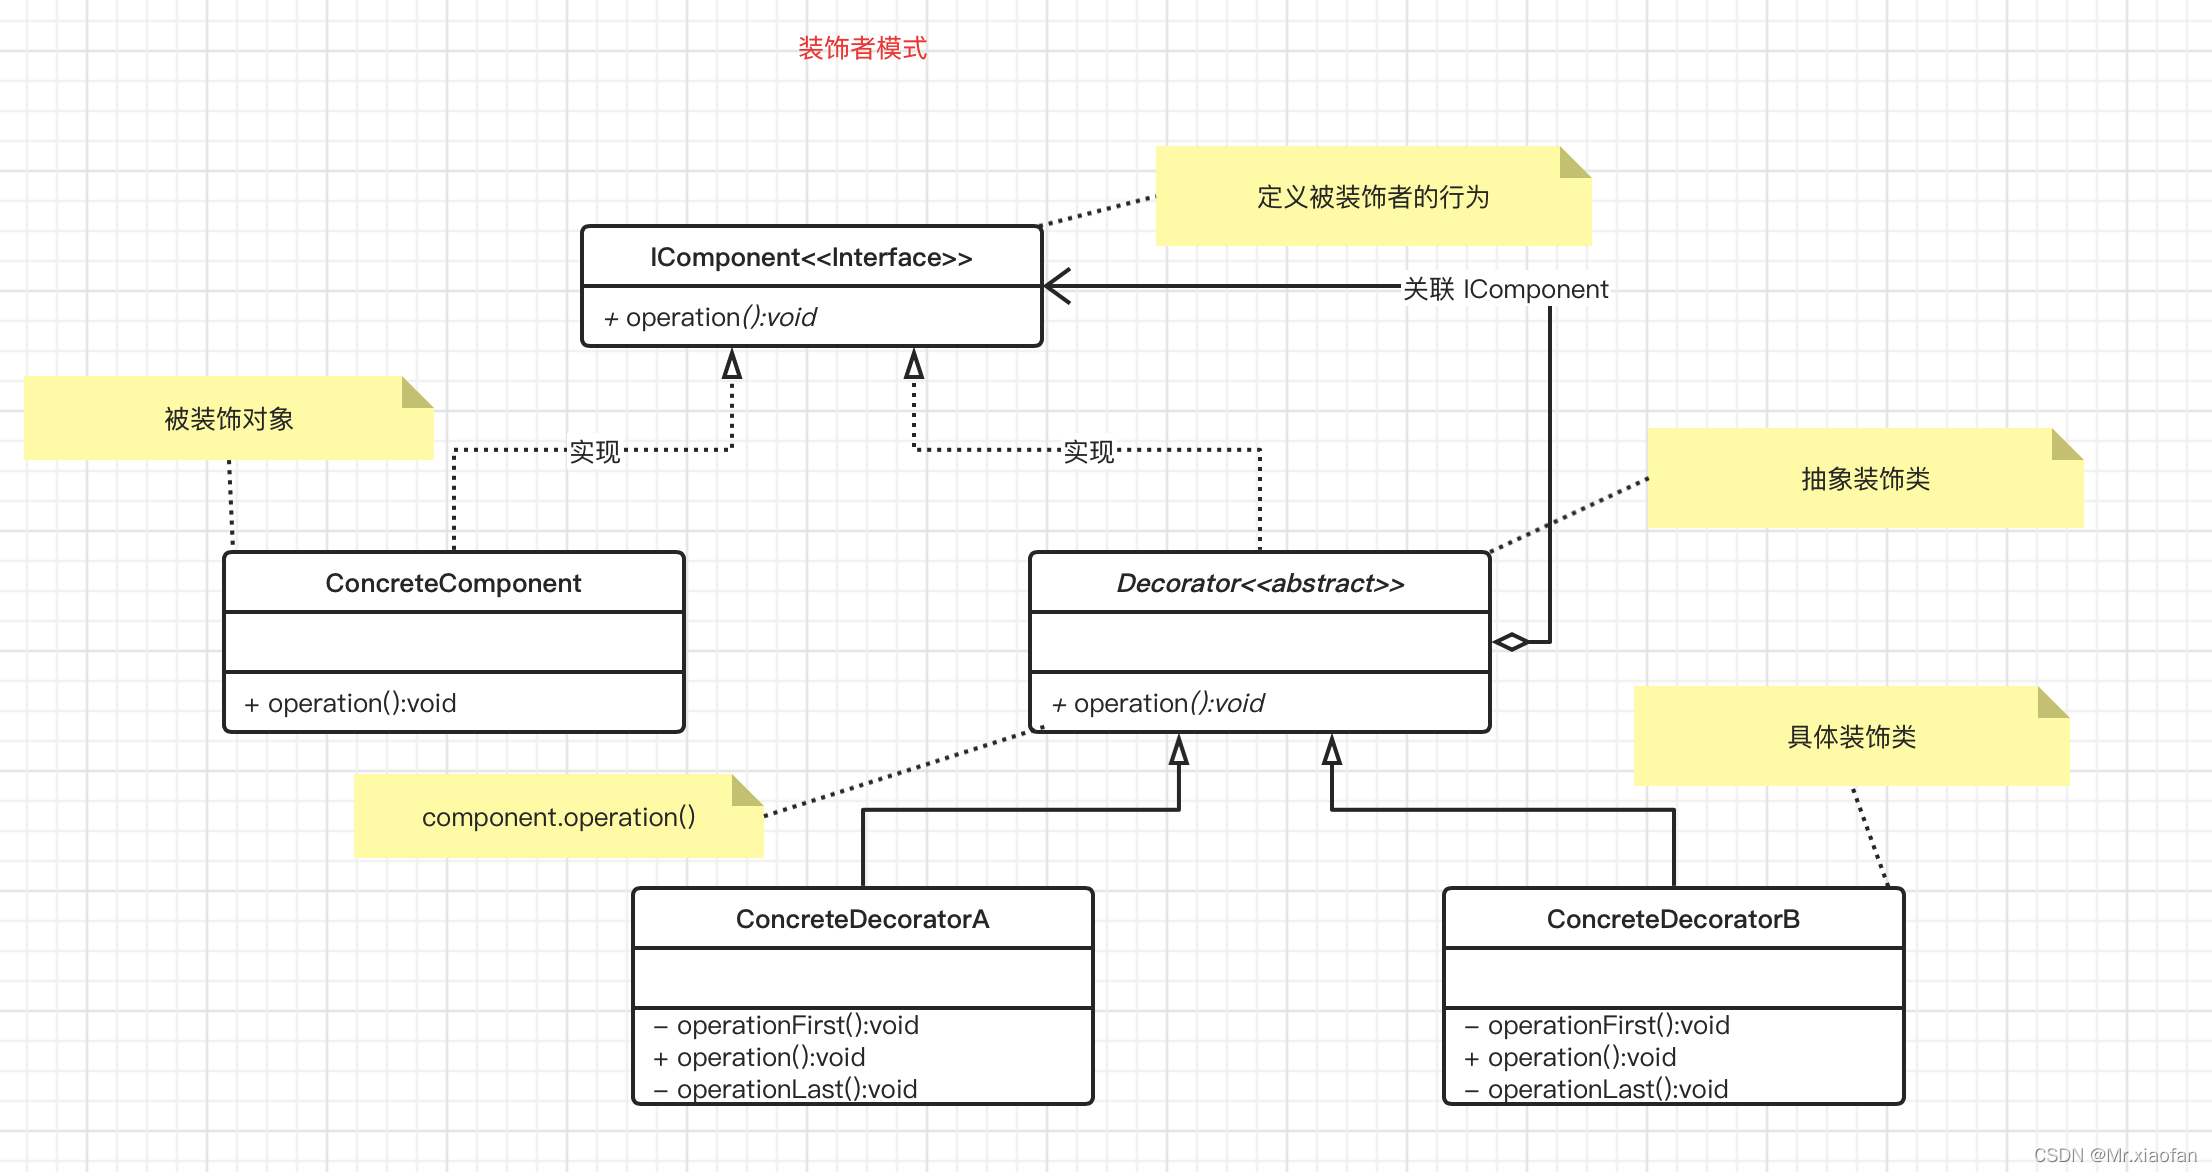 装饰者模式
定义被装饰者的行为
IComponent<<Interface>>
+ operation():void
关联 IComponent
被装饰对象
实现
实现
抽象装饰类
ConcreteComponent
+ operation():void
Decorator<<abstract>>
+ operation():void
具体装饰类
component.operation()
ConcreteDecoratorA
- operationFirst():void
+ operation():void
- operationLast():void
ConcreteDecoratorB
- operationFirst():void
+ operation():void
- operationLast():void
CSDN @Mr.xiaofan